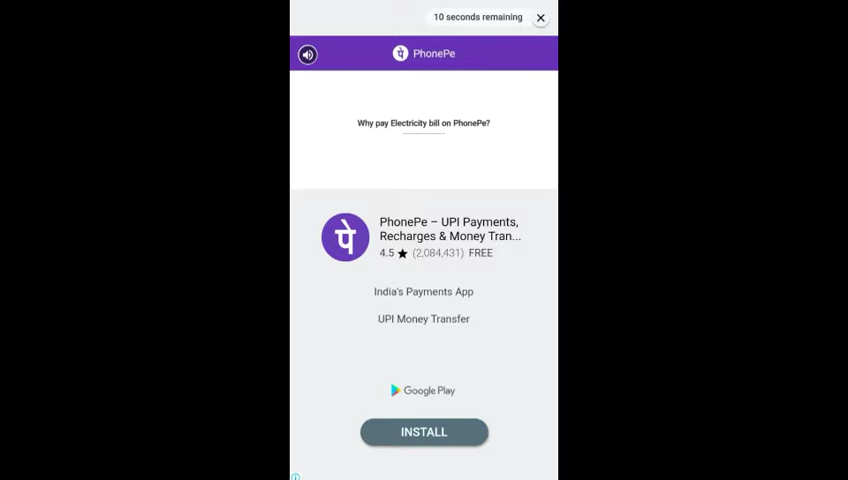 10 seconds remaining
पे PhonePe
Why pay Electricity bill on PhonePe?
पे
PhonePe – UPI Payments,
Recharges & Money Tran...
4.5 ★ (2,084,431) FREE
India's Payments App
UPI Money Transfer
Google Play
INSTALL